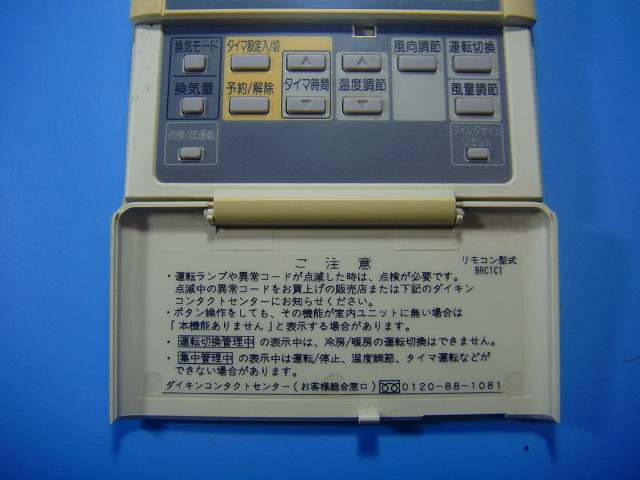 換気モード
タイマ設定入/切
風向調節
運転切換
換気量
予約/解除
タイマ時間
温度調節
風量調節
点検/試運転
フィルタサイン
リセット
ご注意
リモコン型式
BRC1C1
・運転ランプや異常コードが点滅した時は、点検が必要です。
点滅中の異常コードをお買上げの販売店または下記のダイキン
コンタクトセンターにお知らせください。
・ボタン操作をしても、その機能が室内ユニットに無い場合は
「本機能ありません」と表示する場合があります。
・運転切換管理中 の表示中は、冷房/暖房の運転切換はできません。
・集中管理中 の表示中は運転/停止、温度調節、タイマ運転などが
できない場合があります。
ダイキンコンタクトセンター(お客様総合窓口) 0120-88-1081